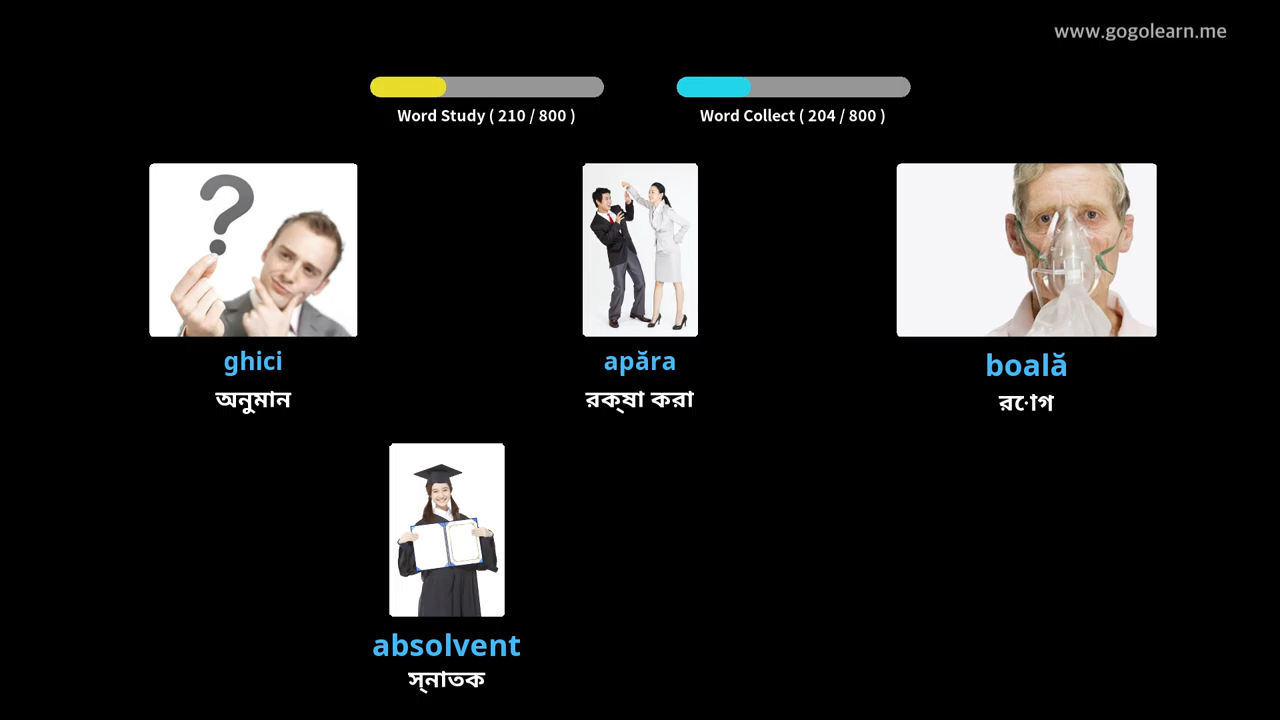 www.gogolearn.me
Word Study ( 210 / 800 )
Word Collect ( 204 / 800 )
ghici
অনুমান
apăra
রক্ষা করা
boală
রোগ
absolvent
স্নাতক